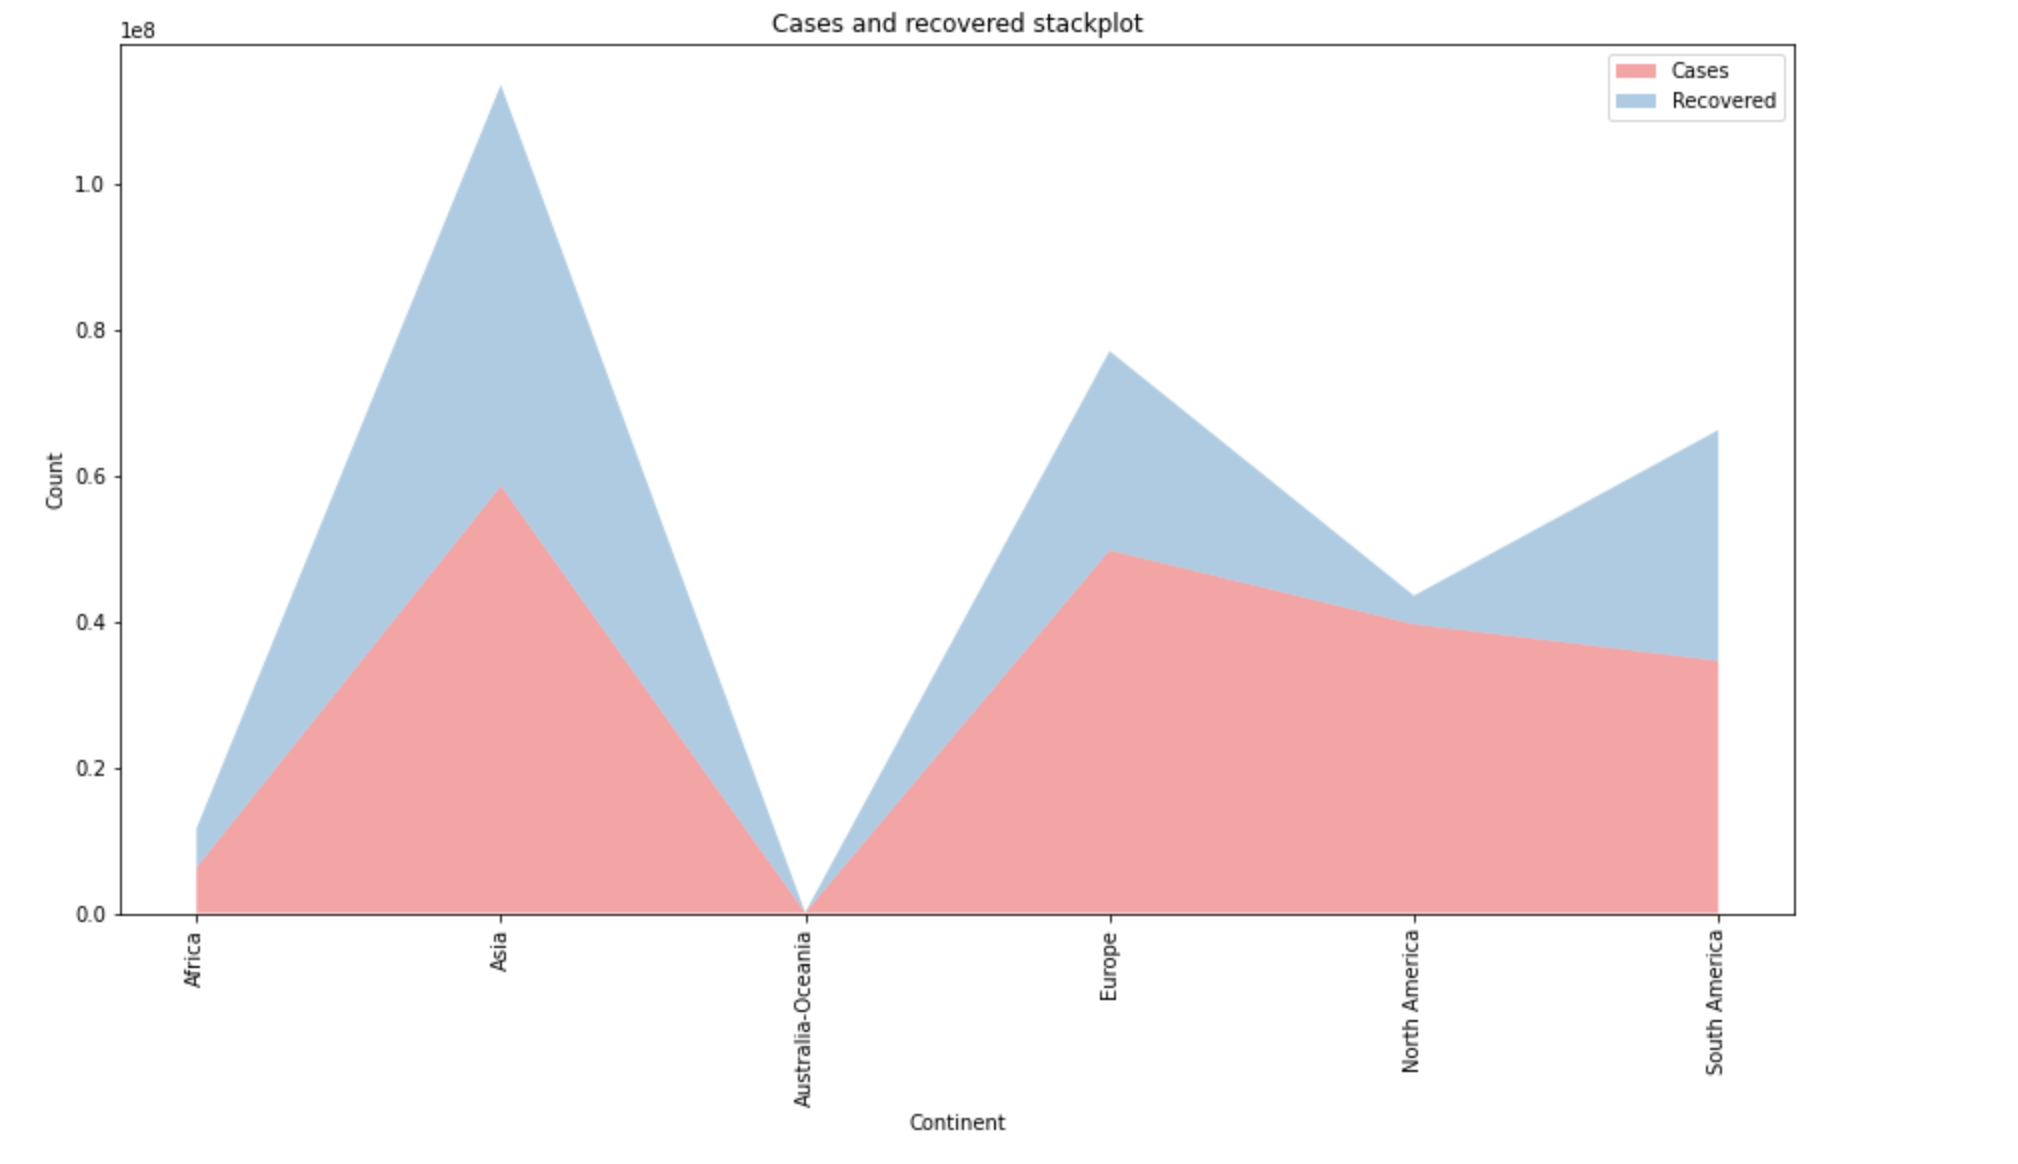 Cases and recovered stackplot
1e8
Cases
Recovered
1.0
0.8
0.6
0.4
0.2
0.0
Count
Africa
Asia
Australia-Oceania
Europe
North America
South America
Continent